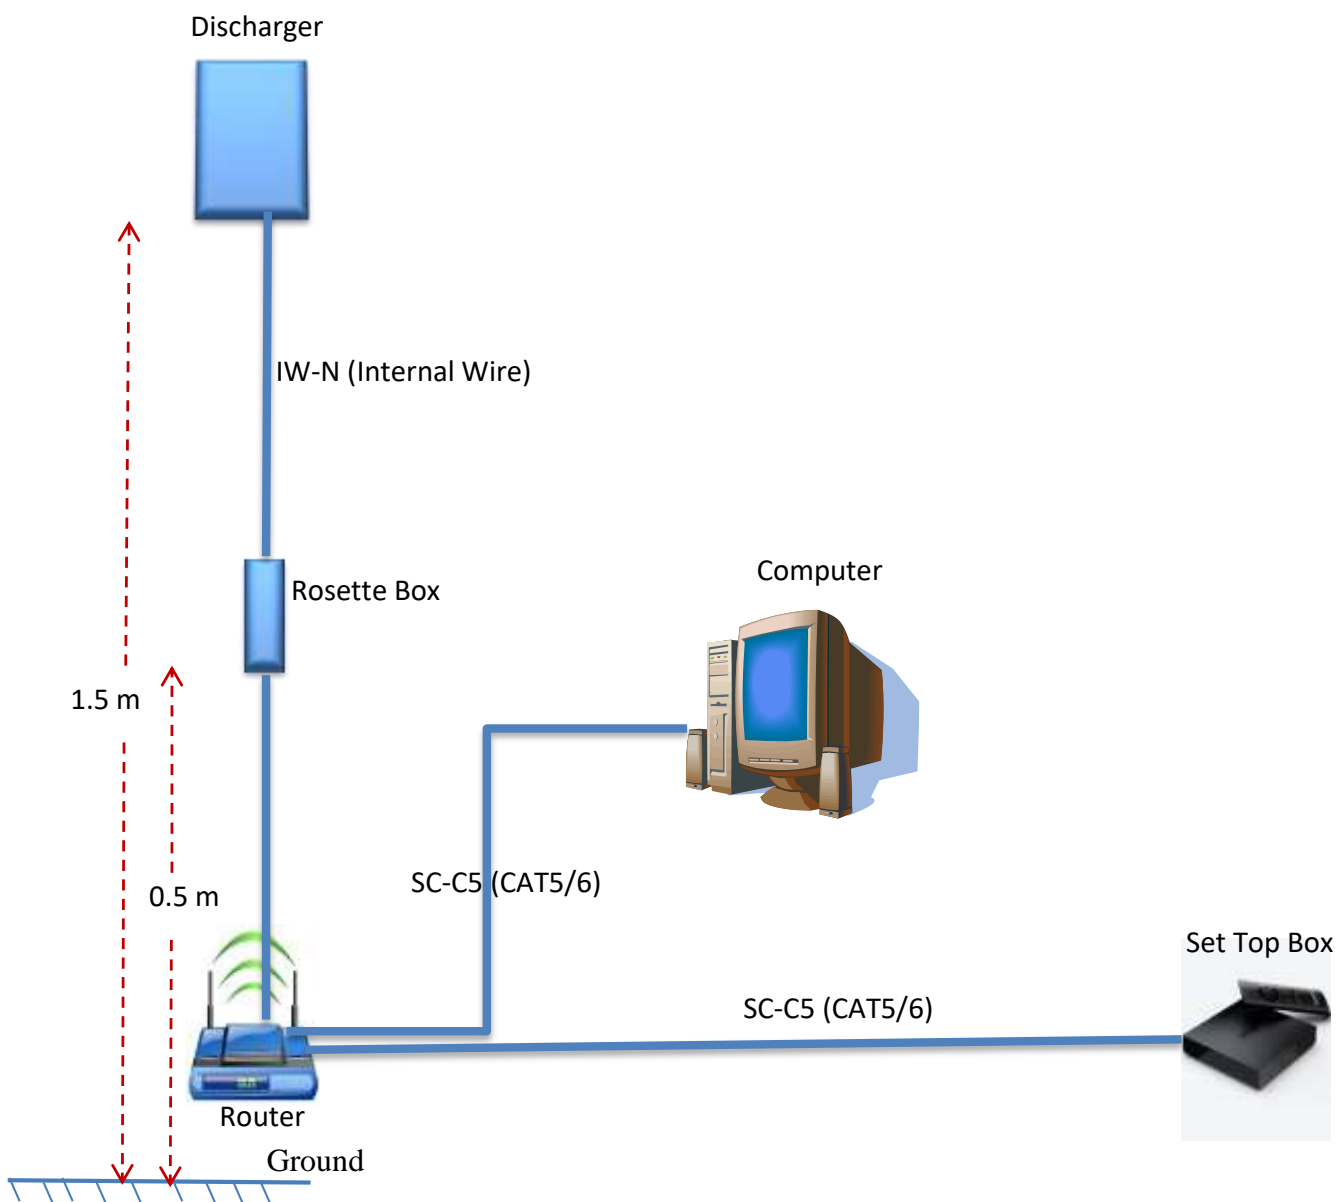 Discharger
IW-N (Internal Wire)
Computer
Rosette Box
1.5 m
SC-C5 (CAT5/6)
0.5 m
Set Top Box
SC-C5 (CAT5/6)
Router
Ground